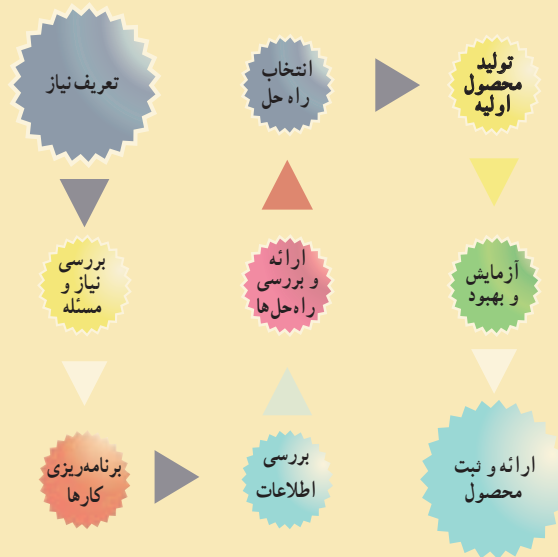 تعریف نیاز
بررسی
نیاز و
مسئله
برنامه‌ریزی
کارها
بررسی
اطلاعات
ارائه
و بررسی
راه‌حل‌ها
انتخاب
راه حل
تولید
محصول
اولیه
آزمایش
و بهبود
ارائه و ثبت
محصول